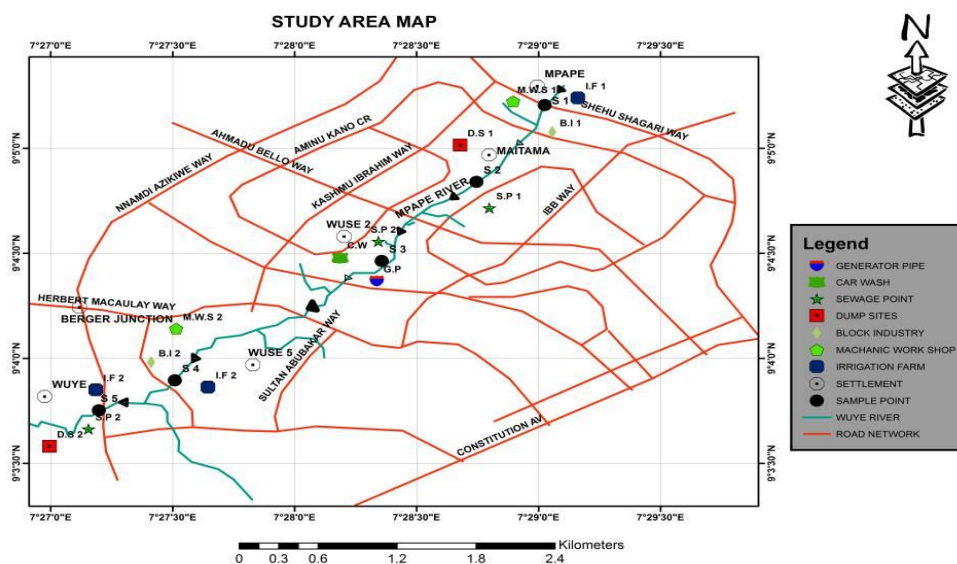 STUDY AREA MAP
N
7°27'0"E 7°27'30"E 7°28'0"E 7°28'30"E 7°29'0"E 7°29'30"E
MPAPE
M.W.S 1
I.F 1
S 1
SHEHU SHAGARI WAY
B.I 1
AMINU KANO CR
AHMADU BELLO WAY
D.S 1
9°5'0"N
9°5'0"N
MAITAMA
NNAMDI AZIKIWE WAY
KASHIMU IBRAHIM WAY
S 2
MPAPE RIVER
IBB WAY
S.P 1
WUSE 2
S.P 2
C.W
S 3
9°4'30"N
9°4'30"N
G.P
HERBERT MACAULAY WAY
BERGER JUNCTION
M.W.S 2
SULTAN ABUBAKAR WAY
B.I 2
9°4'0"N
9°4'0"N
WUSE 5
S 4
I.F 2
WUYE
I.F 2
S 5
S.P 2
D.S 2
CONSTITUTION AV
9°3'30"N
9°3'30"N
7°27'0"E 7°27'30"E 7°28'0"E 7°28'30"E 7°29'0"E 7°29'30"E
Legend
GENERATOR PIPE
CAR WASH
SEWAGE POINT
DUMP SITES
BLOCK INDUSTRY
MACHANIC WORK SHOP
IRRIGATION FARM
SETTLEMENT
SAMPLE POINT
WUYE RIVER
ROAD NETWORK
Kilometers
0 0.3 0.6 1.2 1.8 2.4